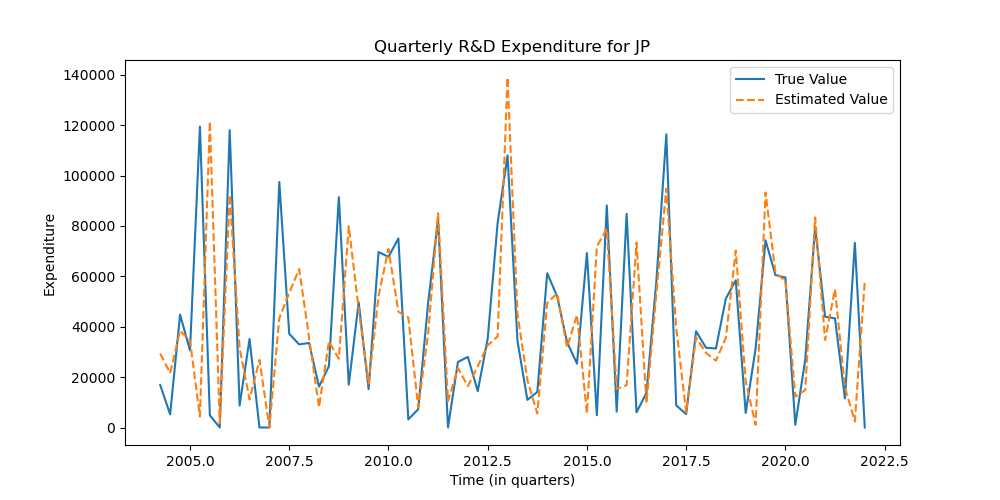 Quarterly R&D Expenditure for JP
True Value
Estimated Value
Expenditure
140000
120000
100000
80000
60000
40000
20000
0
2005.0 2007.5 2010.0 2012.5 2015.0 2017.5 2020.0 2022.5
Time (in quarters)